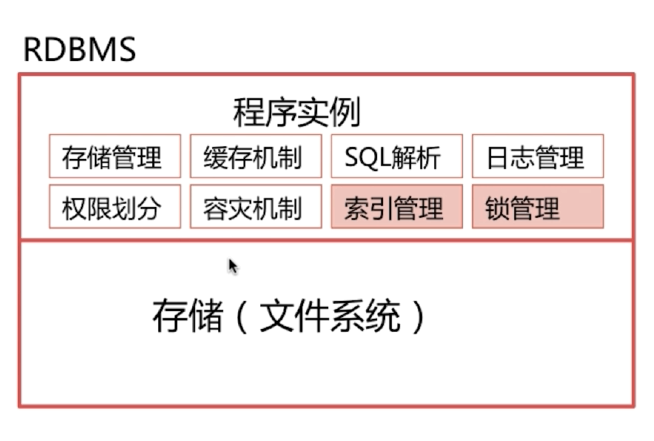 RDBMS
程序实例
存储管理 缓存机制 SQL解析 日志管理
权限划分 容灾机制 索引管理 锁管理
存储（文件系统）